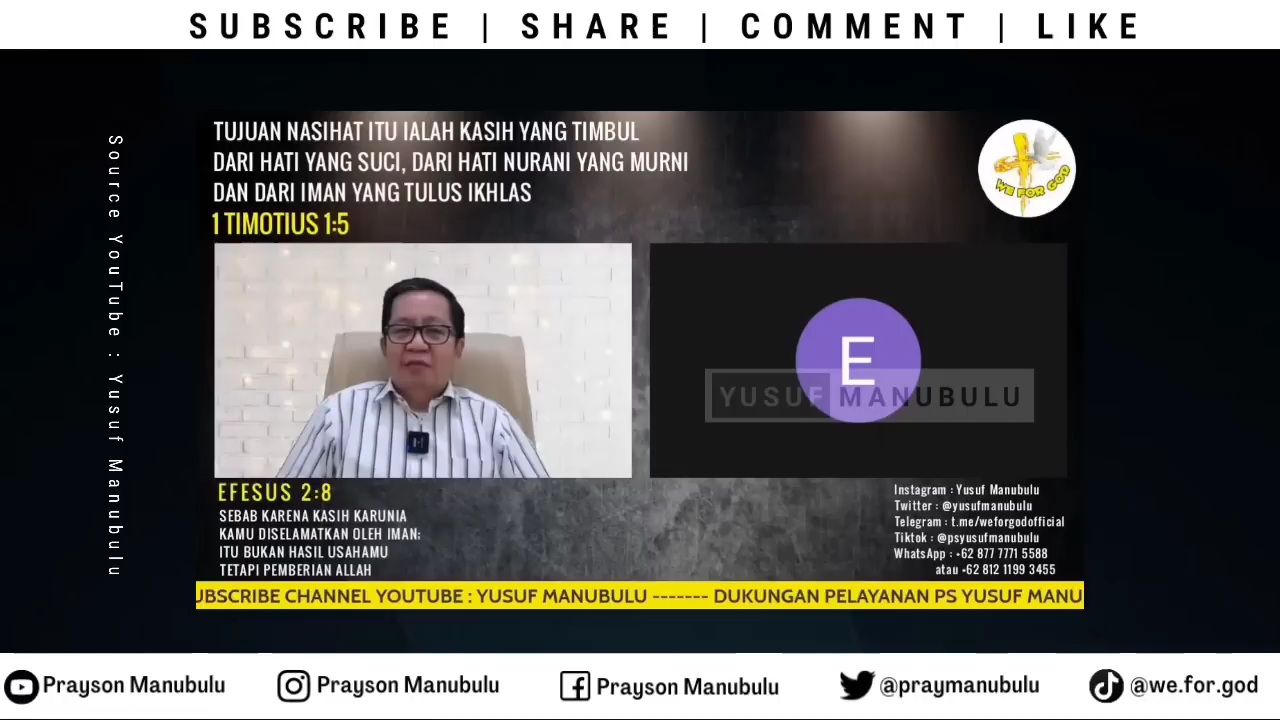 SUBSCRIBE | SHARE | COMMENT | LIKE
Source YouTube : Yusuf Manubulu
TUJUAN NASIHAT ITU IALAH KASIH YANG TIMBUL
DARI HATI YANG SUCI, DARI HATI NURANI YANG MURNI
DAN DARI IMAN YANG TULUS IKHLAS
1 TIMOTIUS 1:5
WE FOR GOD
E
YUSUF MANUBULU
EFESUS 2:8
SEBAB KARENA KASIH KARUNIA
KAMU DISELAMATKAN OLEH IMAN;
ITU BUKAN HASIL USAHAMU
TETAPI PEMBERIAN ALLAH
Instagram : Yusuf Manubulu
Twitter : @yusufmanubulu
Telegram : t.me/weforgodofficial
Tiktok : @psyusufmanubulu
WhatsApp : +62 877 7771 5588
atau +62 812 1199 3455
UBSCRIBE CHANNEL YOUTUBE : YUSUF MANUBULU ------- DUKUNGAN PELAYANAN PS YUSUF MANU
Prayson Manubulu
Prayson Manubulu
Prayson Manubulu
@praymanubulu
@we.for.god